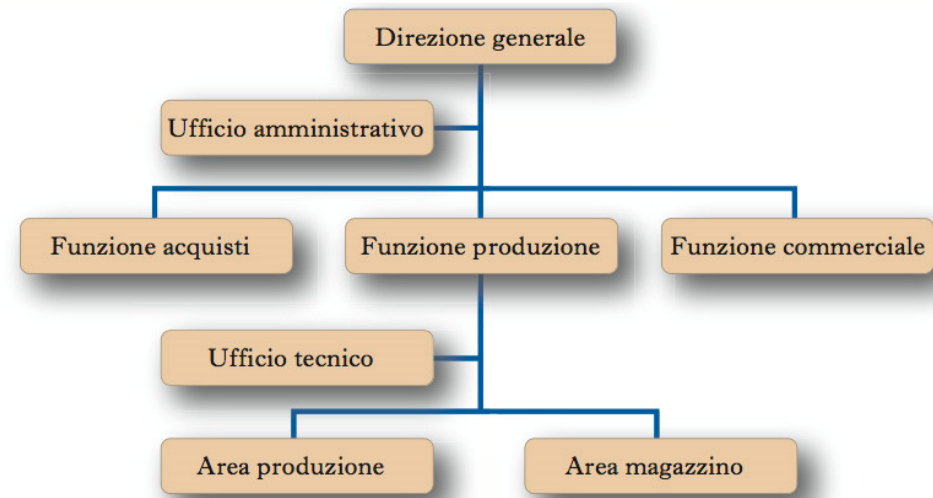 Direzione generale
Ufficio amministrativo
Funzione acquisti
Funzione produzione
Funzione commerciale
Ufficio tecnico
Area produzione
Area magazzino